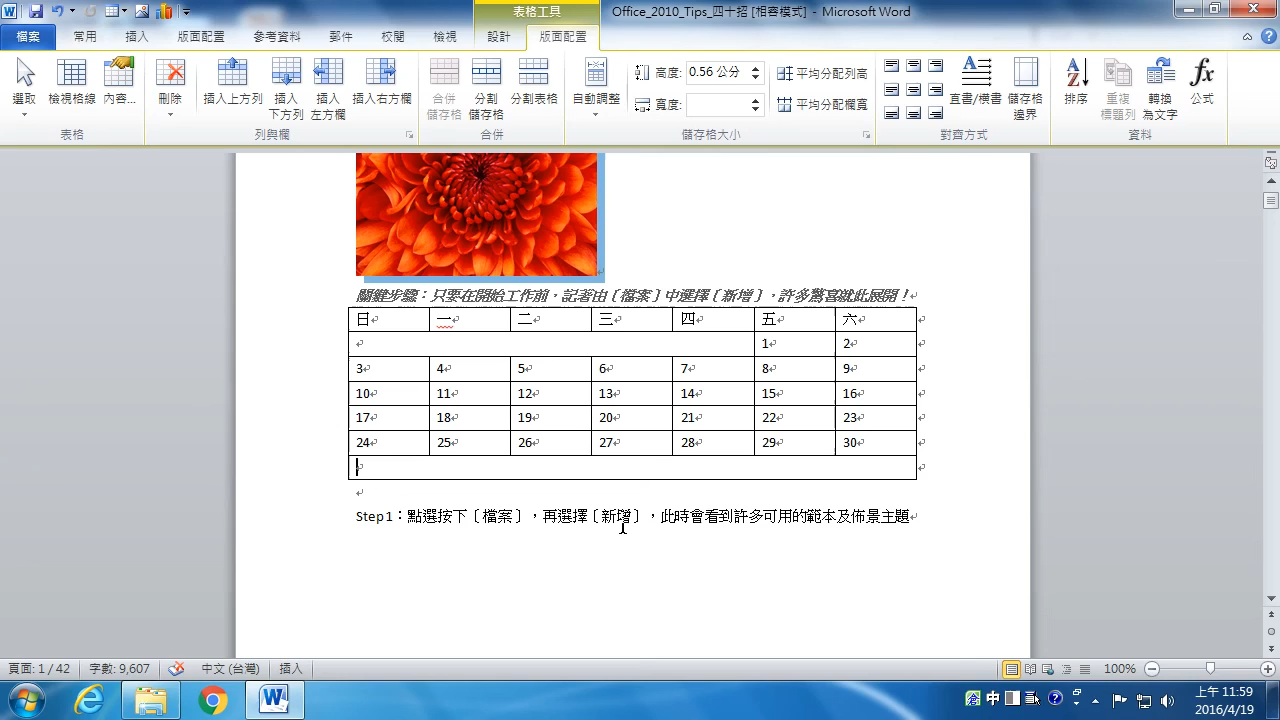 表格工具
Office_2010_Tips_四十招 [相容模式] - Microsoft Word
檔案 常用 插入 版面配置 參考資料 郵件 校閱 檢視 設計 版面配置
選取 檢視格線 內容... 刪除 插入上方列 插入下方列 插入左方欄 插入右方欄 合併儲存格 分割儲存格 分割表格 自動調整 高度: 0.56 公分 平均分配列高
寬度: 平均分配欄寬 直書/橫書 儲存格邊界 排序 重複標題列 轉換為文字 公式
表格 列與欄 合併 儲存格大小 對齊方式 資料
關鍵步驟：只要在開始工作前，記著由〔檔案〕中選擇〔新增〕，許多驚喜就此展開！
日 一 二 三 四 五 六
1 2
3 4 5 6 7 8 9
10 11 12 13 14 15 16
17 18 19 20 21 22 23
24 25 26 27 28 29 30
Step1：點選按下〔檔案〕，再選擇〔新增〕，此時會看到許多可用的範本及佈景主題
頁面: 1 / 42 字數: 9,607 中文 (台灣) 插入 100%
中 上午 11:59
2016/4/19